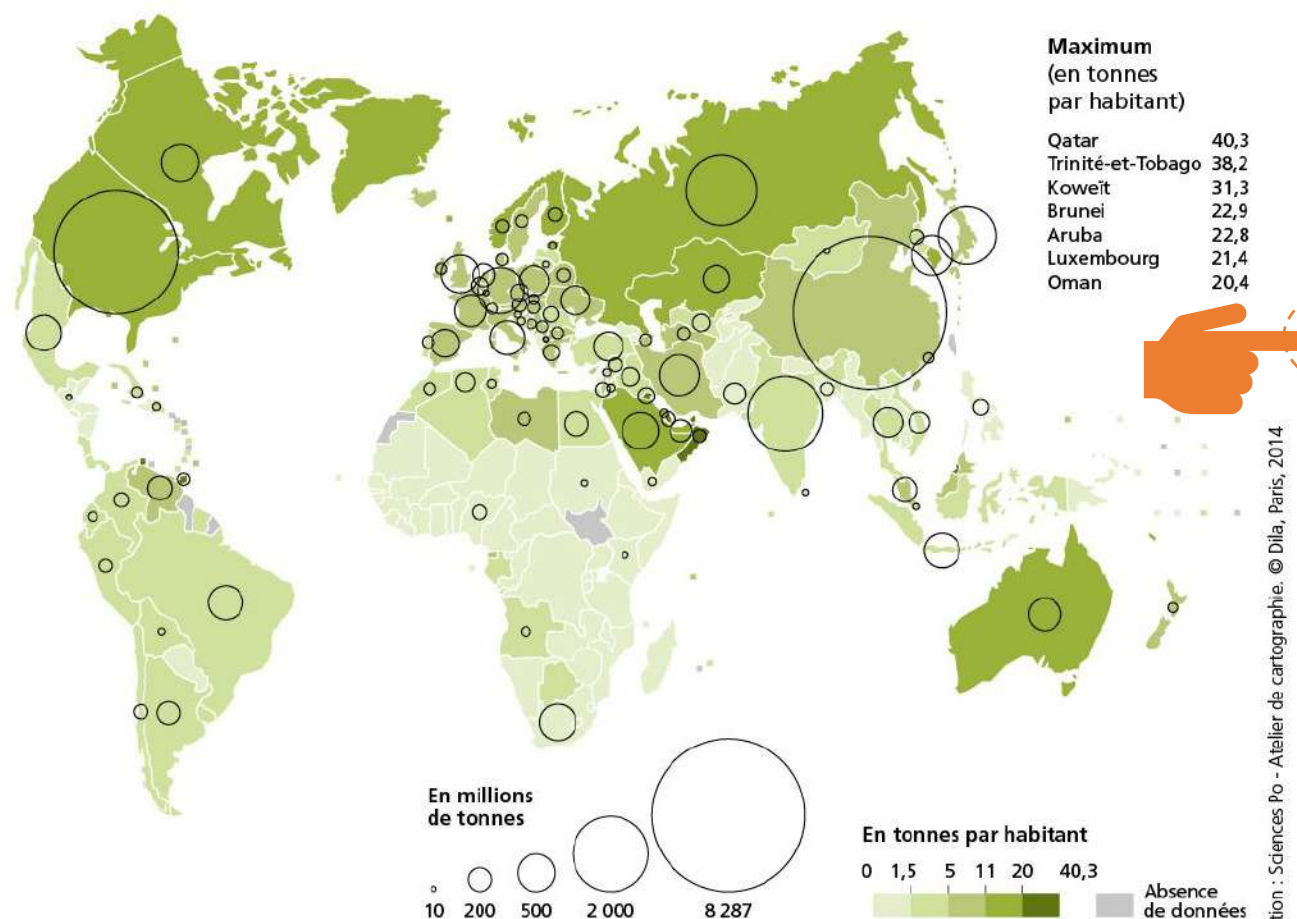 Maximum
(en tonnes
par habitant)
Qatar 40,3
Trinité-et-Tobago 38,2
Koweït 31,3
Brunei 22,9
Aruba 22,8
Luxembourg 21,4
Oman 20,4
En millions
de tonnes
10 200 500 2 000 8 287
En tonnes par habitant
0 1,5 5 11 20 40,3
Absence
de données
tion : Sciences Po - Atelier de cartographie. © Dila, Paris, 2014